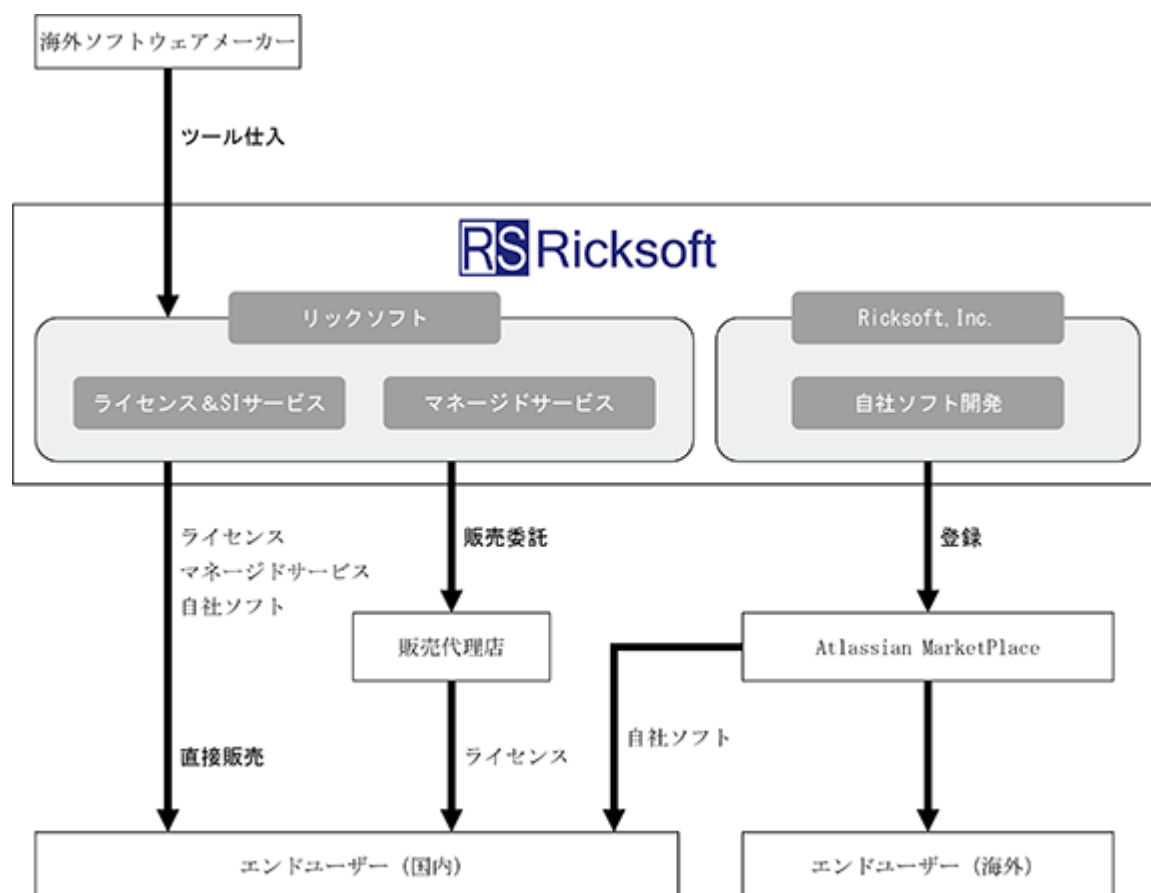 海外ソフトウェアメーカー
ツール仕入
RS Ricksoft
リックソフト
Ricksoft, Inc.
ライセンス&SIサービス
マネージドサービス
自社ソフト開発
ライセンス
マネージドサービス
自社ソフト
販売委託
登録
販売代理店
Atlassian MarketPlace
直接販売
ライセンス
自社ソフト
エンドユーザー(国内)
エンドユーザー(海外)